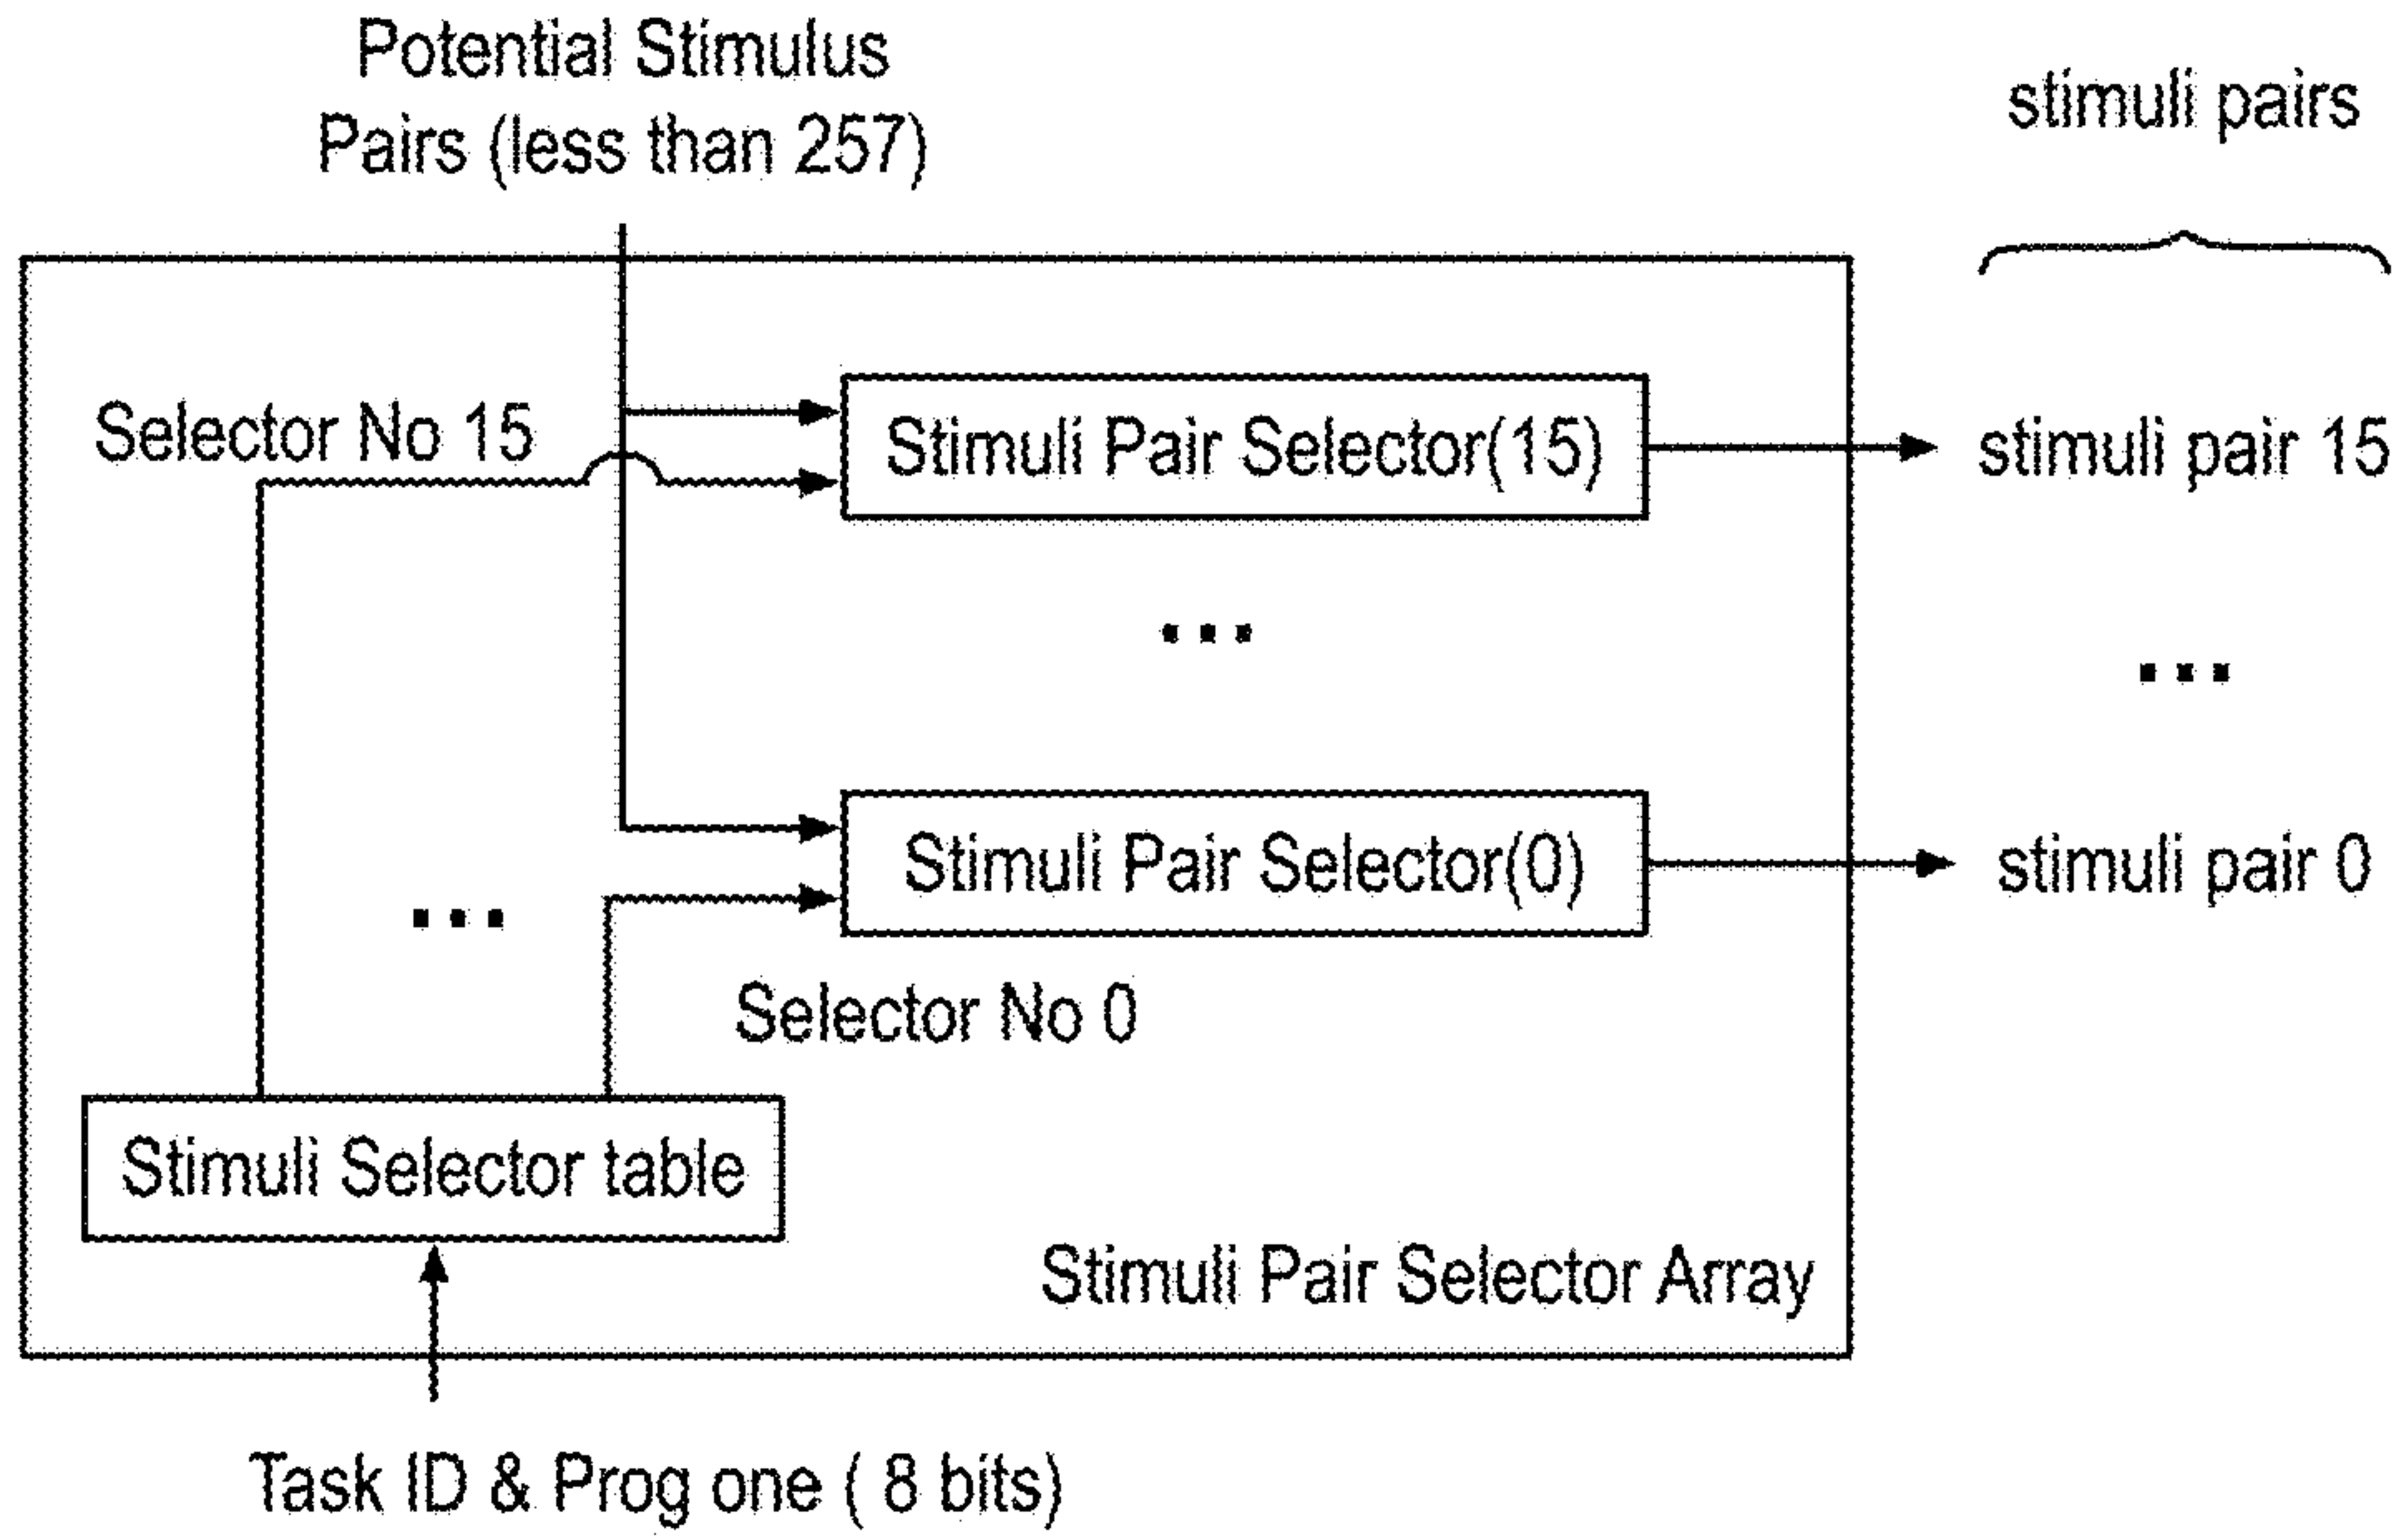 Potential Stimulus
Pairs (less than 257)
stimuli pairs
Selector No 15
Stimuli Pair Selector(15)
stimuli pair 15
...
...
Stimuli Pair Selector(0)
stimuli pair 0
...
Selector No 0
Stimuli Selector table
Stimuli Pair Selector Array
Task ID & Prog one ( 8 bits)